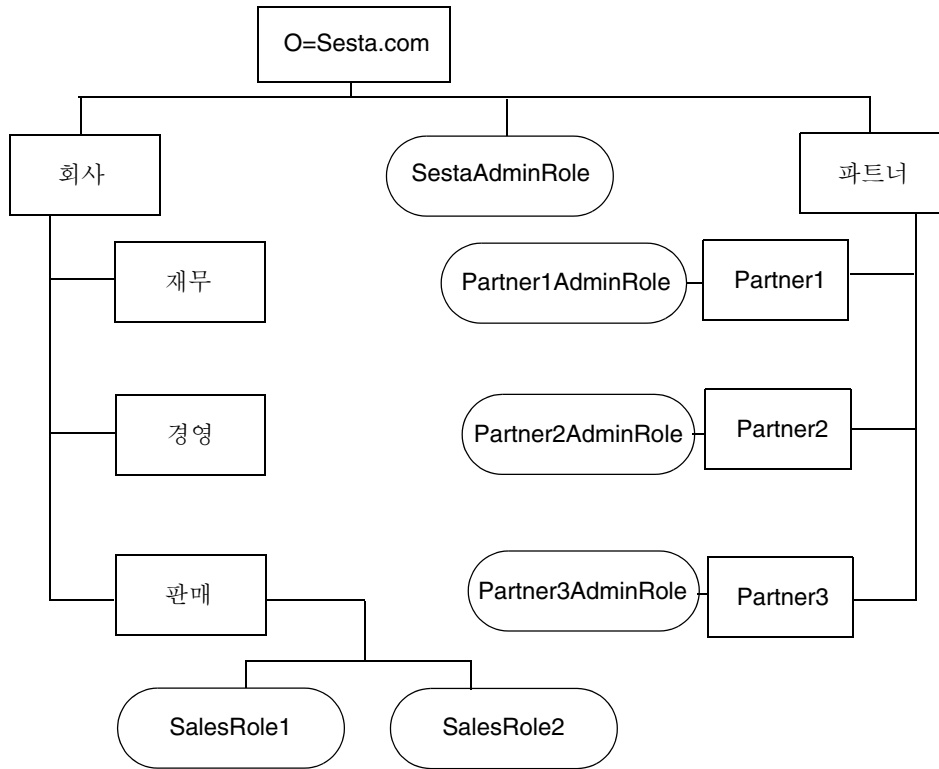 O=Sesta.com
회사
SestaAdminRole
파트너
재무
Partner1AdminRole
Partner1
경영
Partner2AdminRole
Partner2
판매
Partner3AdminRole
Partner3
SalesRole1
SalesRole2